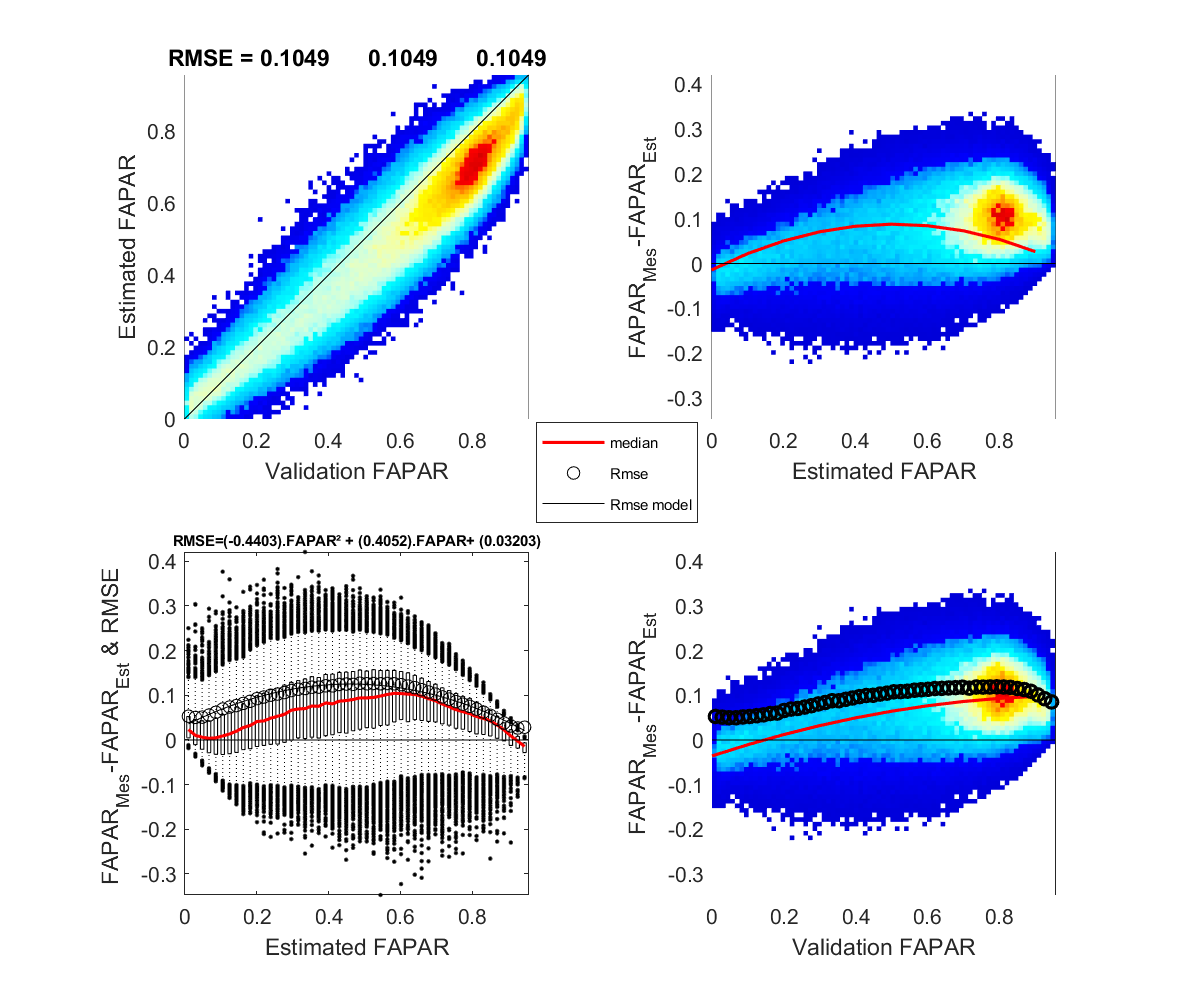 RMSE = 0.1049 0.1049 0.1049
0.8
0.6
0.4
0.2
0
Estimated FAPAR
0 0.2 0.4 0.6 0.8
Validation FAPAR
0.4
0.3
0.2
0.1
0
-0.1
-0.2
-0.3
FAPAR_Mes-FAPAR_Est
0 0.2 0.4 0.6 0.8
Estimated FAPAR
median
Rmse
Rmse model
RMSE=(-0.4403).FAPAR² + (0.4052).FAPAR+ (0.03203)
0.4
0.3
0.2
0.1
0
-0.1
-0.2
-0.3
FAPAR_Mes-FAPAR_Est & RMSE
0 0.2 0.4 0.6 0.8
Estimated FAPAR
0.4
0.3
0.2
0.1
0
-0.1
-0.2
-0.3
FAPAR_Mes-FAPAR_Est
0 0.2 0.4 0.6 0.8
Validation FAPAR